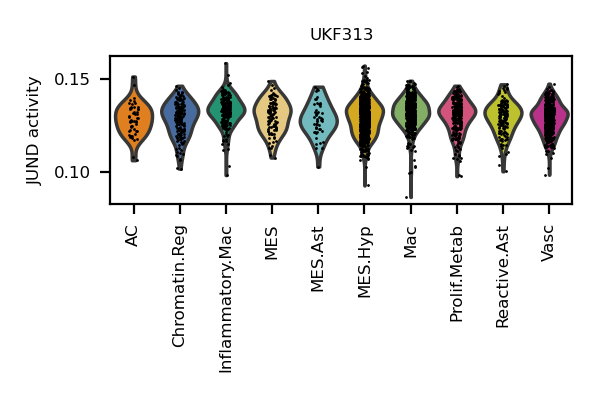 UKF313
JUND activity
0.15
0.10
AC
Chromatin.Reg
Inflammatory.Mac
MES
MES.Ast
MES.Hyp
Mac
Prolif.Metab
Reactive.Ast
Vasc